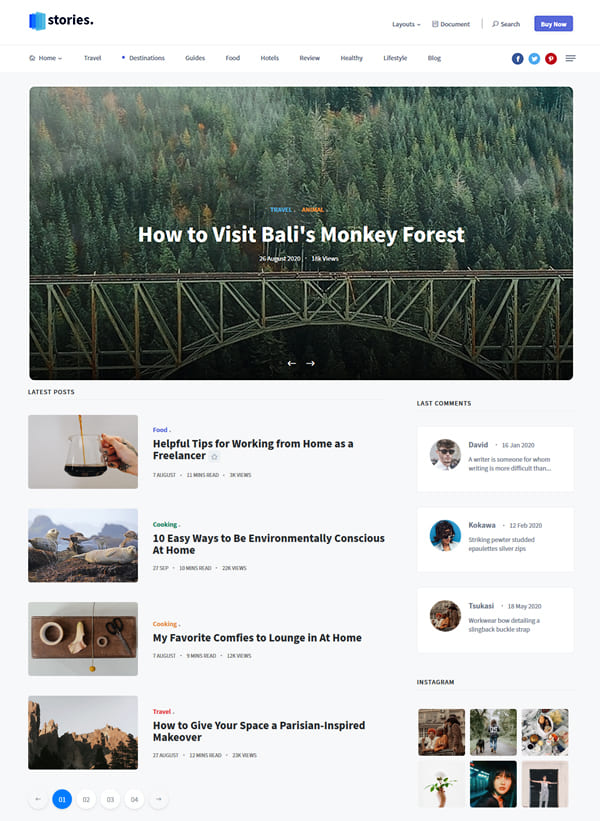 stories.
Layouts
Document
Search
Buy Now
Home
Travel
Destinations
Guides
Food
Hotels
Review
Healthy
Lifestyle
Blog
TRAVEL . ANIMAL .
How to Visit Bali's Monkey Forest
26 August 2020 • 18k Views
LATEST POSTS
Food .
Helpful Tips for Working from Home as a
Freelancer
7 AUGUST • 11 MINS READ • 3K VIEWS
Cooking .
10 Easy Ways to Be Environmentally Conscious
At Home
27 SEP • 10 MINS READ • 22K VIEWS
Cooking .
My Favorite Comfies to Lounge in At Home
7 AUGUST • 9 MINS READ • 12K VIEWS
Travel .
How to Give Your Space a Parisian-Inspired
Makeover
27 AUGUST • 12 MINS READ • 23K VIEWS
← 01 02 03 04 →
LAST COMMENTS
David • 16 Jan 2020
A writer is someone for whom
writing is more difficult than...
Kokawa • 12 Feb 2020
Striking pewter studded
epaulettes silver zips
Tsukasi • 18 May 2020
Workwear bow detailing a
slingback buckle strap
INSTAGRAM